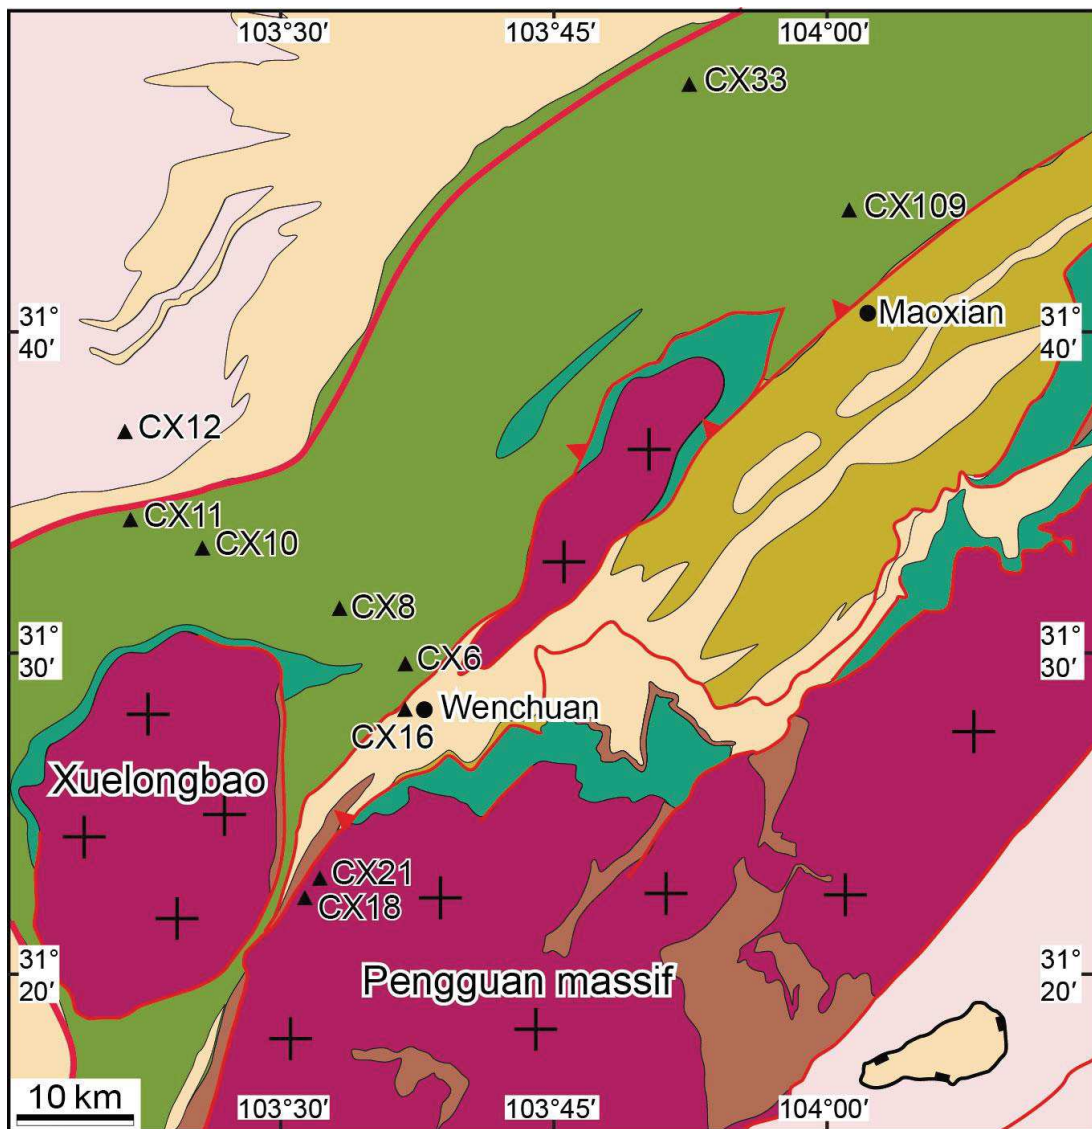 103°30′
103°45′
104°00′
CX33
CX109
31°
40′
Maoxian
31°
40′
CX12
CX11
CX10
CX8
31°
30′
CX6
31°
30′
Wenchuan
CX16
Xuelongbao
CX21
CX18
31°
20′
Pengguan massif
31°
20′
10 km
103°30′
103°45′
104°00′